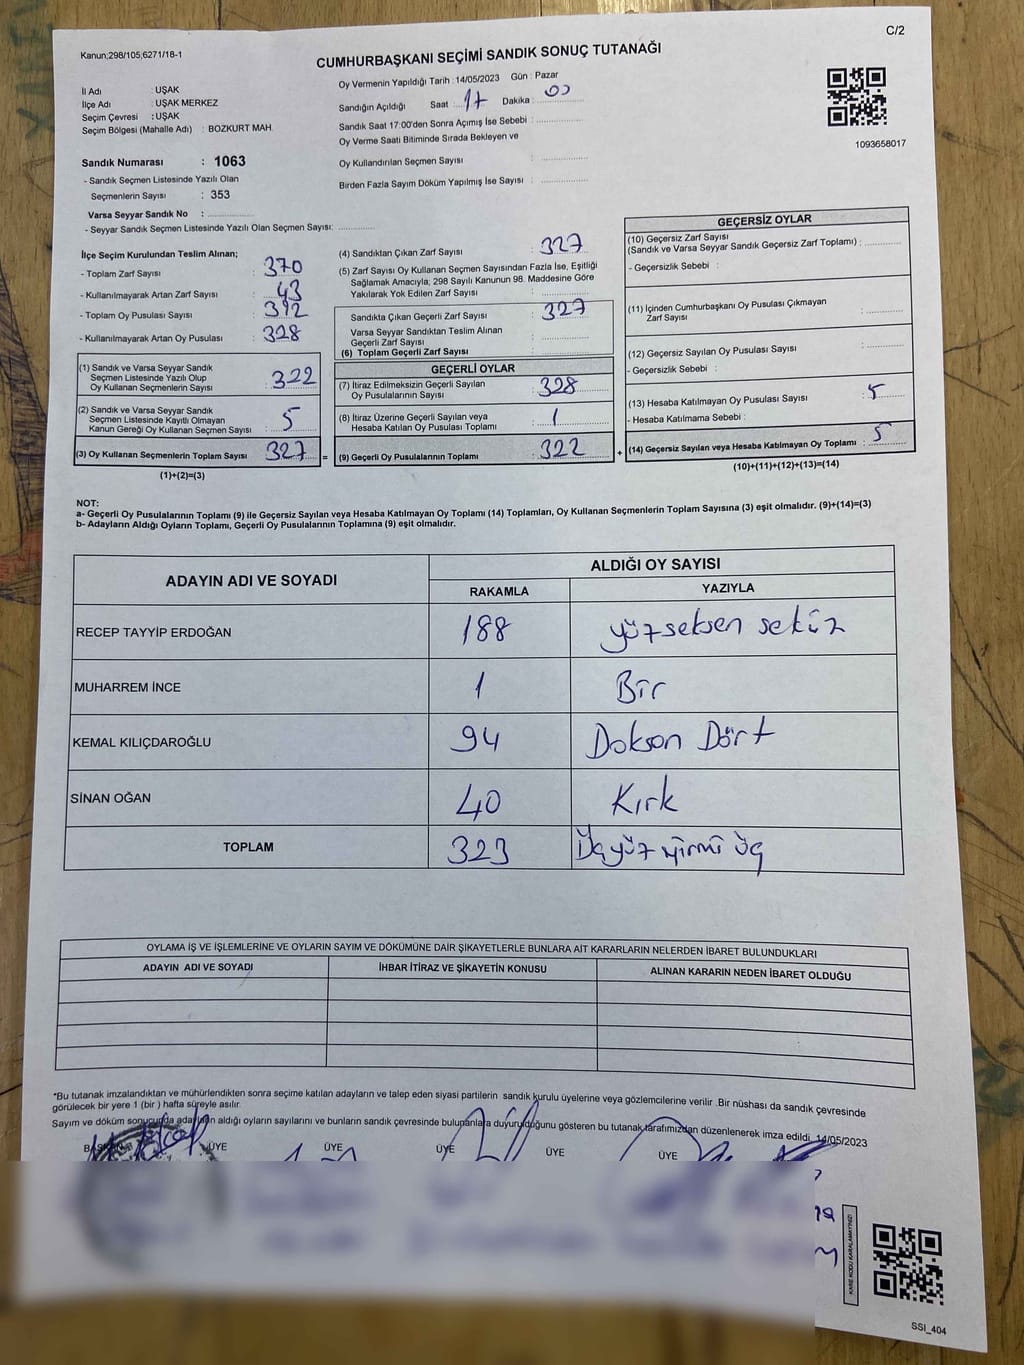 C/2
Kanun;298/105;6271/18-1
CUMHURBAŞKANI SEÇİMİ SANDIK SONUÇ TUTANAĞI
İl Adı : UŞAK
İlçe Adı : UŞAK MERKEZ
Seçim Çevresi : UŞAK
Seçim Bölgesi (Mahalle Adı) : BOZKURT MAH.
Sandık Numarası : 1063
- Sandık Seçmen Listesinde Yazılı Olan
Seçmenlerin Sayısı : 353
Varsa Seyyar Sandık No :
- Seyyar Sandık Seçmen Listesinde Yazılı Olan Seçmen Sayısı:
Oy Vermenin Yapıldığı Tarih : 14/05/2023 Gün : Pazar
Sandığın Açıldığı Saat : 17 Dakika : 00
Sandık Saat 17:00'den Sonra Açımış İse Sebebi :
Oy Verme Saati Bitiminde Sırada Bekleyen ve
Oy Kullandırılan Seçmen Sayısı :
Birden Fazla Sayım Döküm Yapılmış İse Sayısı :
1093658017
İlçe Seçim Kurulundan Teslim Alınan;
- Toplam Zarf Sayısı : 370
- Kullanılmayarak Artan Zarf Sayısı : 43
- Toplam Oy Pusulası Sayısı : 392
- Kullanılmayarak Artan Oy Pusulası : 328
(1) Sandık ve Varsa Seyyar Sandık
Seçmen Listesinde Yazılı Olup
Oy Kullanan Seçmenlerin Sayısı : 322
(2) Sandık ve Varsa Seyyar Sandık
Seçmen Listesinde Kayıtlı Olmayan
Kanun Gereği Oy Kullanan Seçmen Sayısı : 5
(3) Oy Kullanan Seçmenlerin Toplam Sayısı : 327 =
(1)+(2)=(3)
(4) Sandıktan Çıkan Zarf Sayısı : 327
(5) Zarf Sayısı Oy Kullanan Seçmen Sayısından Fazla İse, Eşitliği
Sağlamak Amacıyla; 298 Sayılı Kanunun 98. Maddesine Göre
Yakılarak Yok Edilen Zarf Sayısı :
Sandıkta Çıkan Geçerli Zarf Sayısı : 327
Varsa Seyyar Sandıktan Teslim Alınan
Geçerli Zarf Sayısı :
(6) Toplam Geçerli Zarf Sayısı :
GEÇERLİ OYLAR
(7) İtiraz Edilmeksizin Geçerli Sayılan
Oy Pusulalarının Sayısı : 328
(8) İtiraz Üzerine Geçerli Sayılan veya
Hesaba Katılan Oy Pusulası Toplamı : 1
(9) Geçerli Oy Pusulalarının Toplamı : 322 +
GEÇERSİZ OYLAR
(10) Geçersiz Zarf Sayısı
(Sandık ve Varsa Seyyar Sandık Geçersiz Zarf Toplamı) :
- Geçersizlik Sebebi :
(11) İçinden Cumhurbaşkanı Oy Pusulası Çıkmayan
Zarf Sayısı :
(12) Geçersiz Sayılan Oy Pusulası Sayısı :
- Geçersizlik Sebebi :
(13) Hesaba Katılmayan Oy Pusulası Sayısı : 5
- Hesaba Katılmama Sebebi :
(14) Geçersiz Sayılan veya Hesaba Katılmayan Oy Toplamı : 5
(10)+(11)+(12)+(13)=(14)
NOT:
a- Geçerli Oy Pusulalarının Toplamı (9) ile Geçersiz Sayılan veya Hesaba Katılmayan Oy Toplamı (14) Toplamları, Oy Kullanan Seçmenlerin Toplam Sayısına (3) eşit olmalıdır. (9)+(14)=(3)
b- Adayların Aldığı Oyların Toplamı, Geçerli Oy Pusulalarının Toplamına (9) eşit olmalıdır.
ADAYIN ADI VE SOYADI ALDIĞI OY SAYISI
RAKAMLA YAZIYLA
RECEP TAYYİP ERDOĞAN 188 yüzseksen sekiz
MUHARREM İNCE 1 Bir
KEMAL KILIÇDAROĞLU 94 Dokson Dört
SİNAN OĞAN 40 Kırk
TOPLAM 323 Üçyüz yirmi üç
OYLAMA İŞ VE İŞLEMLERİNE VE OYLARIN SAYIM VE DÖKÜMÜNE DAİR ŞİKAYETLERLE BUNLARA AİT KARARLARIN NELERDEN İBARET BULUNDUKLARI
ADAYIN ADI VE SOYADI İHBAR İTİRAZ VE ŞİKAYETİN KONUSU ALINAN KARARIN NEDEN İBARET OLDUĞU
*Bu tutanak imzalandıktan ve mühürlendikten sonra seçime katılan adayların ve talep eden siyasi partilerin sandık kurulu üyelerine veya gözlemcilerine verilir .Bir nüshası da sandık çevresinde
görülecek bir yere 1 (bir ) hafta süreyle asılır.
Sayım ve döküm sonucunda adayların aldığı oyların sayılarını ve bunların sandık çevresinde bulupanlara duyurulduğunu gösteren bu tutanak tarafımızdan düzenlenerek imza edildi. 14/05/2023
BAŞKAN ÜYE ÜYE ÜYE ÜYE ÜYE
KARE KODU KARALAMAYINIZ!
SSI_404